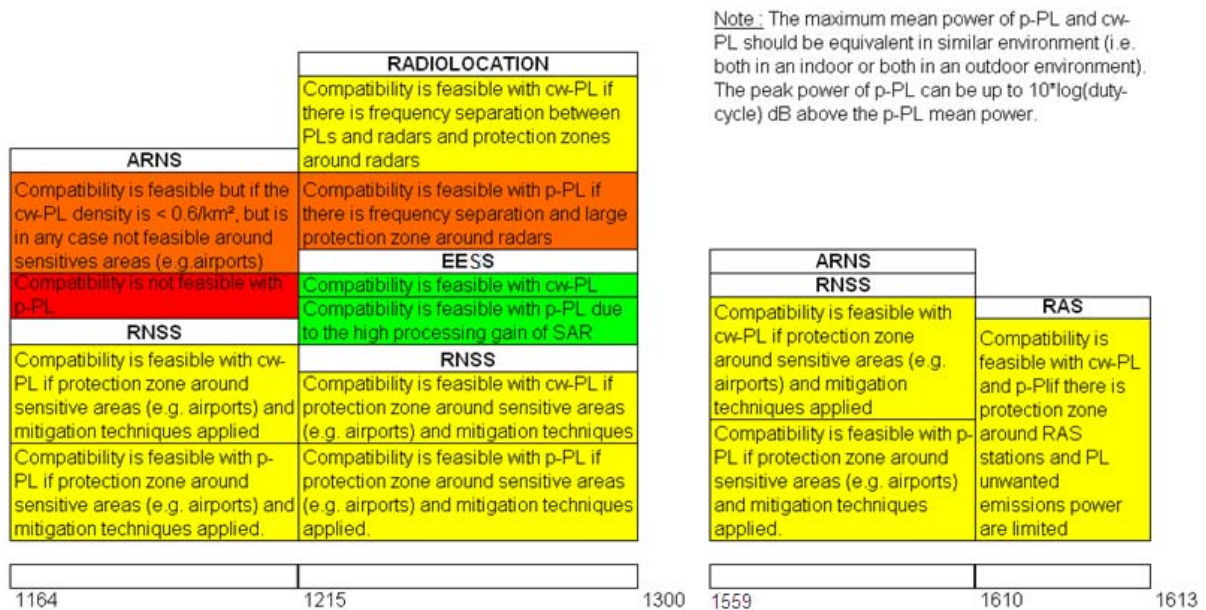 Note : The maximum mean power of p-PL and cw-
PL should be equivalent in similar environment (i.e.
both in an indoor or both in an outdoor environment).
The peak power of p-PL can be up to 10*log(duty-
cycle) dB above the p-PL mean power.
RADIOLOCATION
Compatibility is feasible with cw-PL if
there is frequency separation between
PLs and radars and protection zones
around radars
Compatibility is feasible with p-PL if
there is frequency separation and large
protection zone around radars
EESS
Compatibility is feasible with cw-PL
Compatibility is feasible with p-PL due
to the high processing gain of SAR
RNSS
Compatibility is feasible with cw-PL if
protection zone around sensitive areas
(e.g. airports) and mitigation techniques
Compatibility is feasible with p-PL if
protection zone around sensitive areas
(e.g. airports) and mitigation techniques
applied.
ARNS
Compatibility is feasible but if the
cw-PL density is < 0.6/km², but is
in any case not feasible around
sensitives areas (e.g.airports)
Compatibility is not feasible with
p-PL
RNSS
Compatibility is feasible with cw-
PL if protection zone around
sensitive areas (e.g. airports) and
mitigation techniques applied
Compatibility is feasible with p-
PL if protection zone around
sensitive areas (e.g. airports) and
mitigation techniques applied.
ARNS
RNSS
Compatibility is feasible with
cw-PL if protection zone
around sensitive areas (e.g.
airports) and mitigation
techniques applied
Compatibility is feasible with p-
PL if protection zone around
sensitive areas (e.g. airports)
and mitigation techniques
applied.
RAS
Compatibility is
feasible with cw-PL
and p-Plif there is
protection zone
around RAS
stations and PL
unwanted
emissions power
are limited
1164
1215
1300
1559
1610
1613